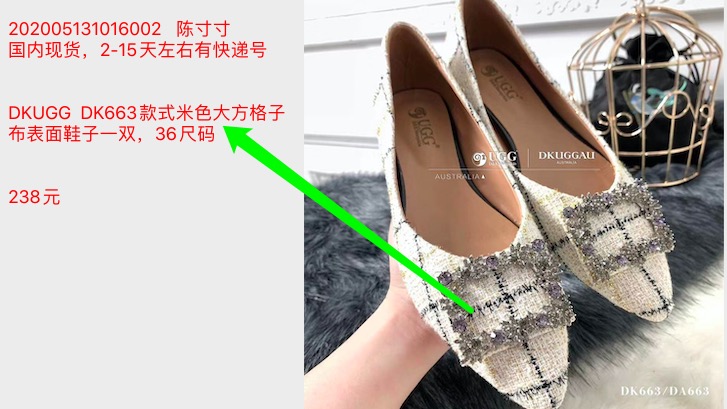 202005131016002 陈寸寸
国内现货，2-15天左右有快递号
DKUGG DK663款式米色大方格子
布表面鞋子一双，36尺码
238元
UGG
UGG
UGG DKUGGAU
AUSTRALIA AUSTRALIA
DK663/DA663